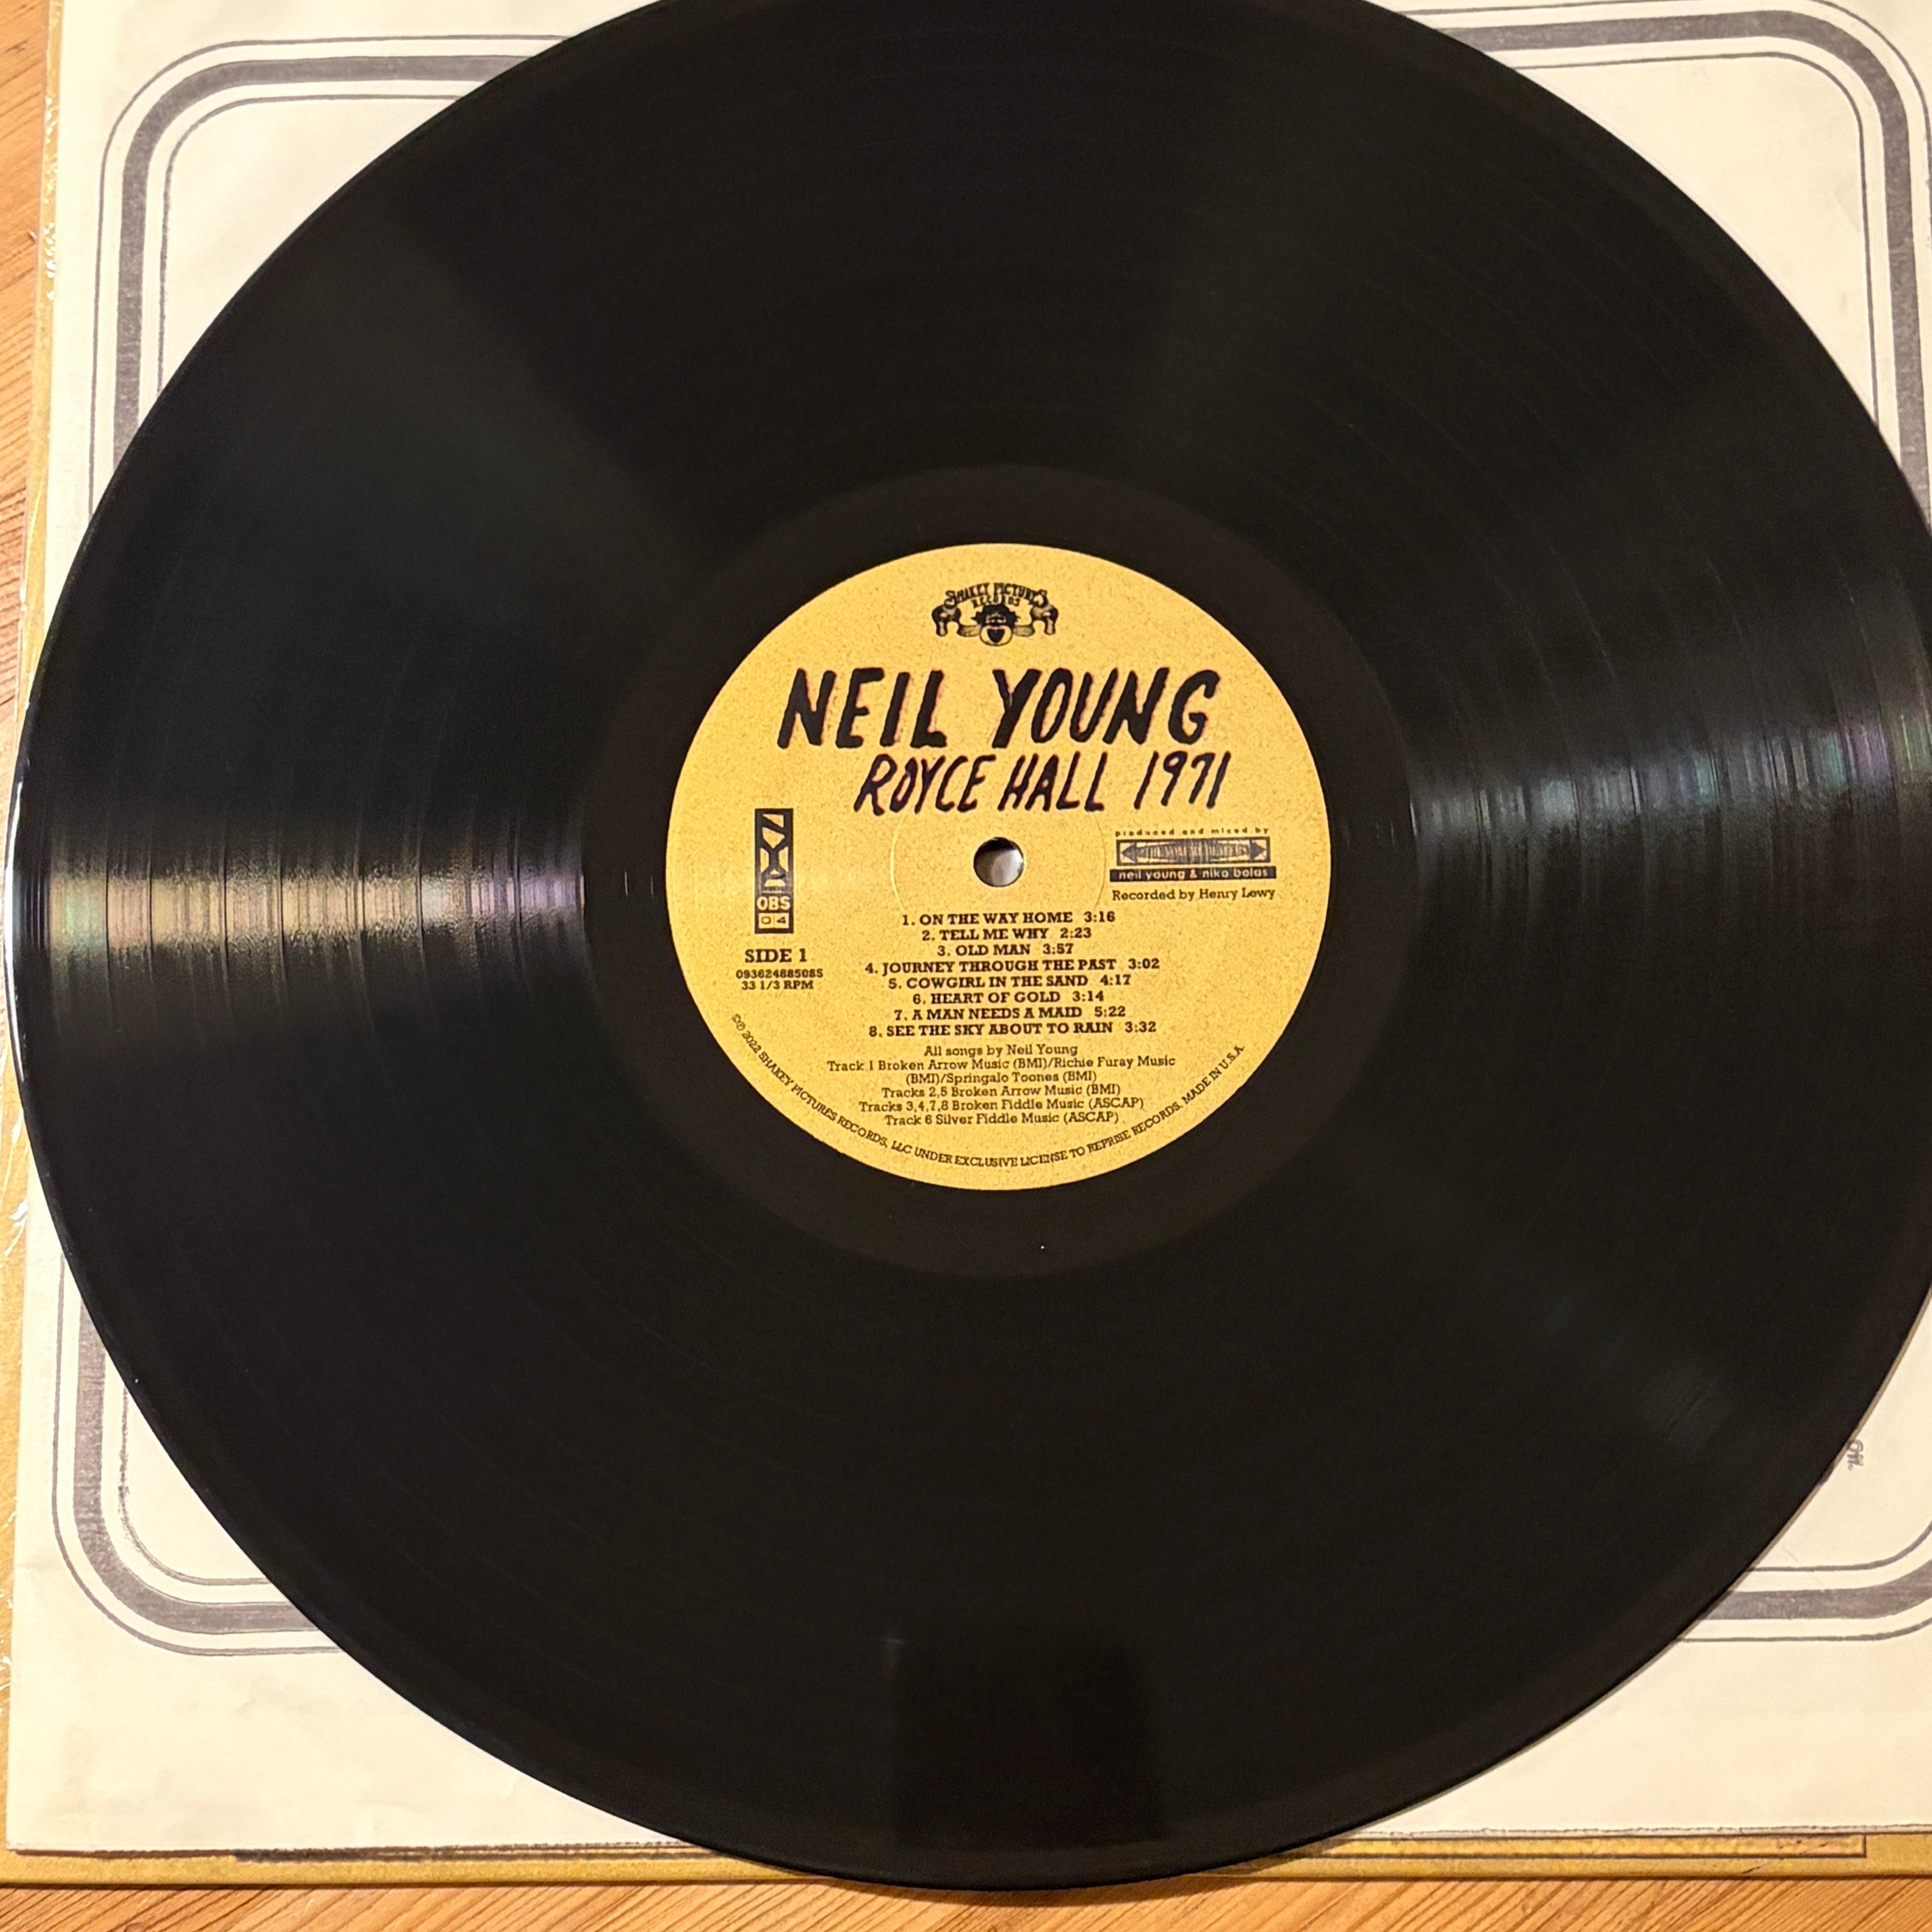 SHAKEY PICTURES
RECORDS
NEIL YOUNG
ROYCE HALL 1971
NYA
OBS
04
SIDE 1
093624885085
33 1/3 RPM
produced and mixed by
neil young & niko bolas
Recorded by Henry Lewy
1. ON THE WAY HOME 3:16
2. TELL ME WHY 2:23
3. OLD MAN 3:57
4. JOURNEY THROUGH THE PAST 3:02
5. COWGIRL IN THE SAND 4:17
6. HEART OF GOLD 3:14
7. A MAN NEEDS A MAID 5:22
8. SEE THE SKY ABOUT TO RAIN 3:32
All songs by Neil Young
Track 1 Broken Arrow Music (BMI)/Richie Furay Music
(BMI)/Springalo Toones (BMI)
Tracks 2,5 Broken Arrow Music (BMI)
Tracks 3,4,7,8 Broken Fiddle Music (ASCAP)
Track 6 Silver Fiddle Music (ASCAP)
©℗ 2022 SHAKEY PICTURES RECORDS, LLC UNDER EXCLUSIVE LICENSE TO REPRISE RECORDS. MADE IN U.S.A.